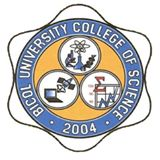 BICOL UNIVERSITY COLLEGE OF SCIENCE
• 2004 •